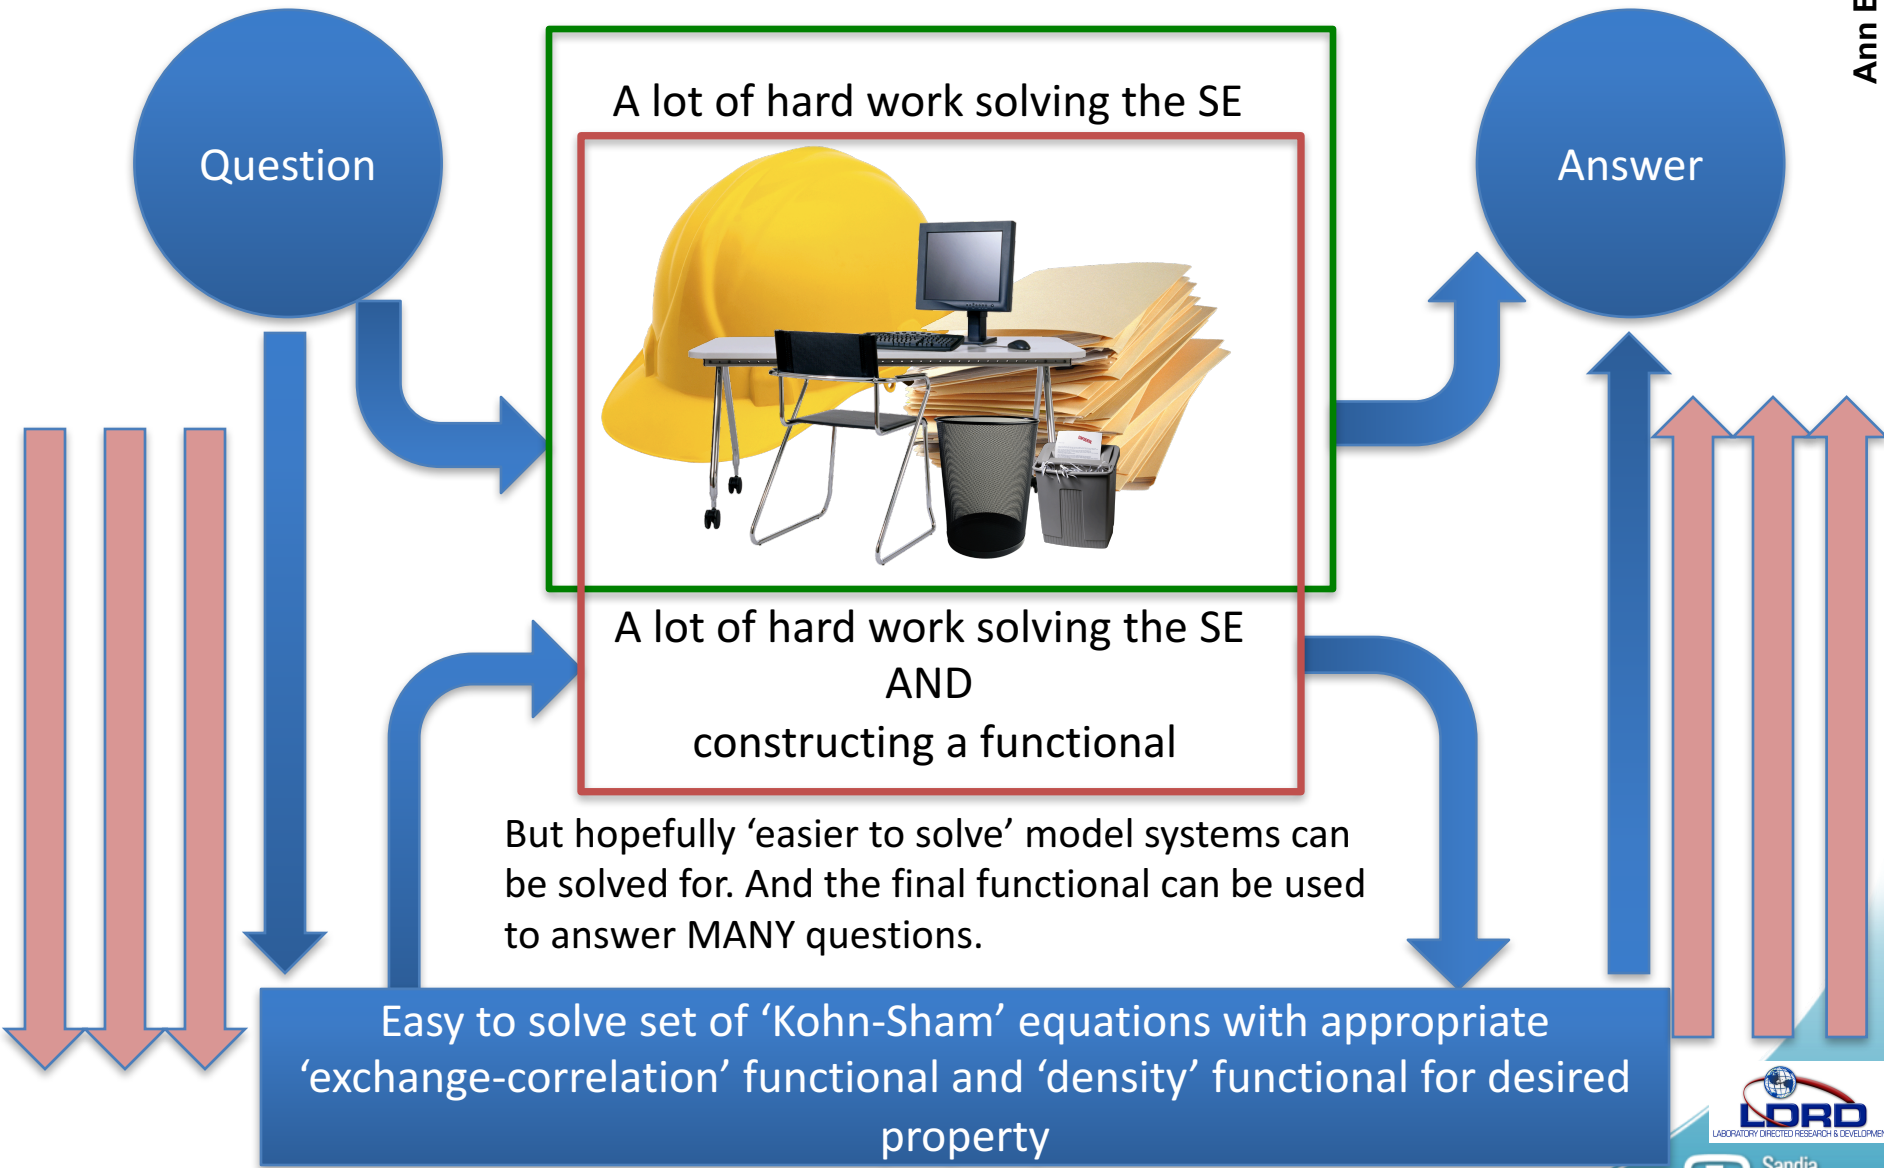 Ann
A lot of hard work solving the SE
Question
Answer
A lot of hard work solving the SE
AND
constructing a functional
But hopefully ‘easier to solve’ model systems can
be solved for. And the final functional can be used
to answer MANY questions.
Easy to solve set of ‘Kohn-Sham’ equations with appropriate
‘exchange-correlation’ functional and ‘density’ functional for desired
property
LDRD
LABORATORY DIRECTED RESEARCH & DEVELOPMENT
Sandia